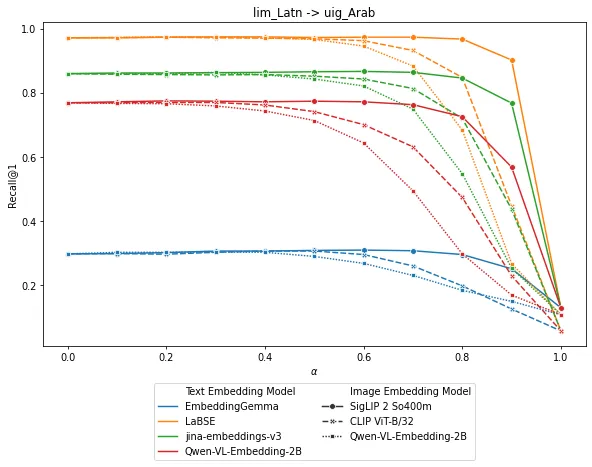 lim_Latn -> uig_Arab
1.0
0.8
0.6
0.4
0.2
Recall@1
0.0 0.2 0.4 0.6 0.8 1.0
α
Text Embedding Model Image Embedding Model
EmbeddingGemma SigLIP 2 So400m
LaBSE CLIP ViT-B/32
jina-embeddings-v3 Qwen-VL-Embedding-2B
Qwen-VL-Embedding-2B